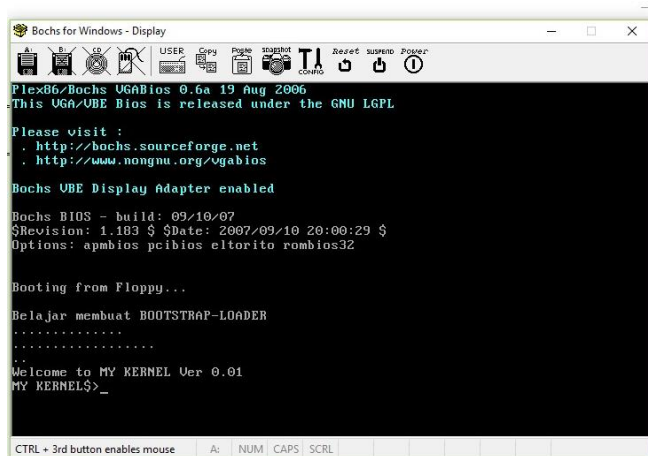 Bochs for Windows - Display
A: B: CD USER Copy Paste snapshot CONFIG Reset SUSPEND Power
Plex86/Bochs VGABios 0.6a 19 Aug 2006
This VGA/VBE Bios is released under the GNU LGPL
Please visit :
. http://bochs.sourceforge.net
. http://www.nongnu.org/vgabios
Bochs VBE Display Adapter enabled
Bochs BIOS - build: 09/10/07
$Revision: 1.183 $ $Date: 2007/09/10 20:00:29 $
Options: apmbios pcibios eltorito rombios32
Booting from Floppy...
Belajar membuat BOOTSTRAP-LOADER
..............
..................
..
Welcome to MY KERNEL Ver 0.01
MY KERNEL$>_
CTRL + 3rd button enables mouse A: NUM CAPS SCRL